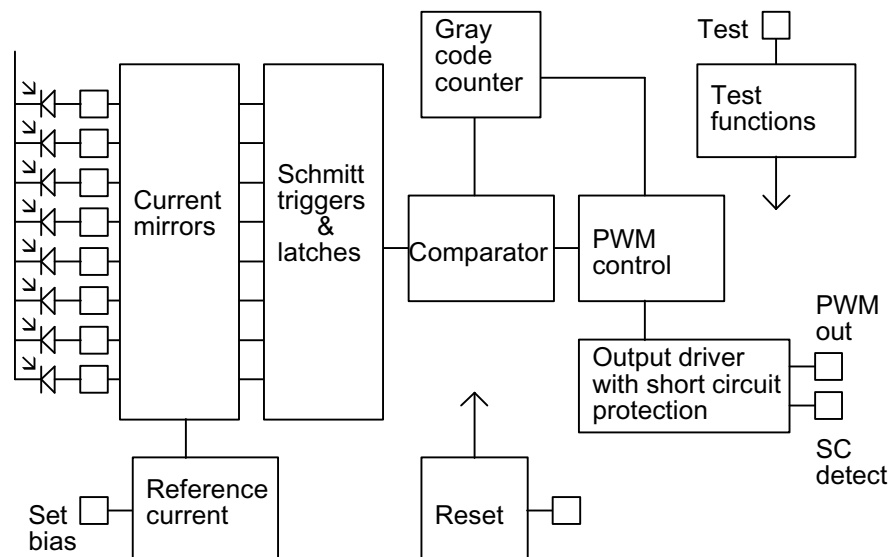 Gray
code
counter
Test
Test
functions
Current
mirrors
Schmitt
triggers
&
latches
Comparator
PWM
control
PWM
out
Output driver
with short circuit
protection
SC
detect
Set
bias
Reference
current
Reset